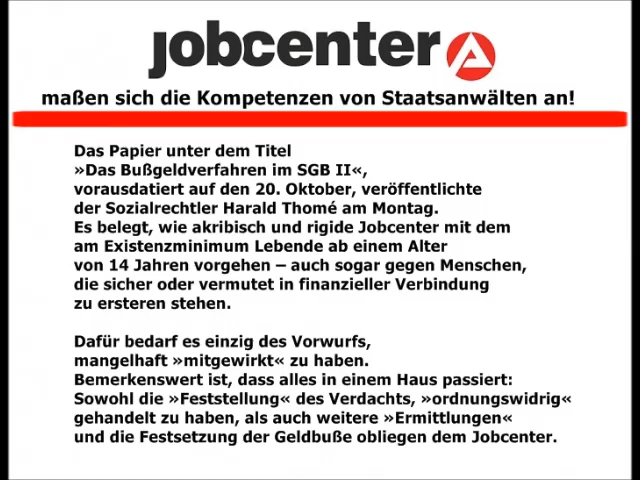 jobcenter
maßen sich die Kompetenzen von Staatsanwälten an!
Das Papier unter dem Titel
»Das Bußgeldverfahren im SGB II«,
vorausdatiert auf den 20. Oktober, veröffentlichte
der Sozialrechtler Harald Thomé am Montag.
Es belegt, wie akribisch und rigide Jobcenter mit dem
am Existenzminimum Lebende ab einem Alter
von 14 Jahren vorgehen – auch sogar gegen Menschen,
die sicher oder vermutet in finanzieller Verbindung
zu ersteren stehen.
Dafür bedarf es einzig des Vorwurfs,
mangelhaft »mitgewirkt« zu haben.
Bemerkenswert ist, dass alles in einem Haus passiert:
Sowohl die »Feststellung« des Verdachts, »ordnungswidrig«
gehandelt zu haben, als auch weitere »Ermittlungen«
und die Festsetzung der Geldbuße obliegen dem Jobcenter.